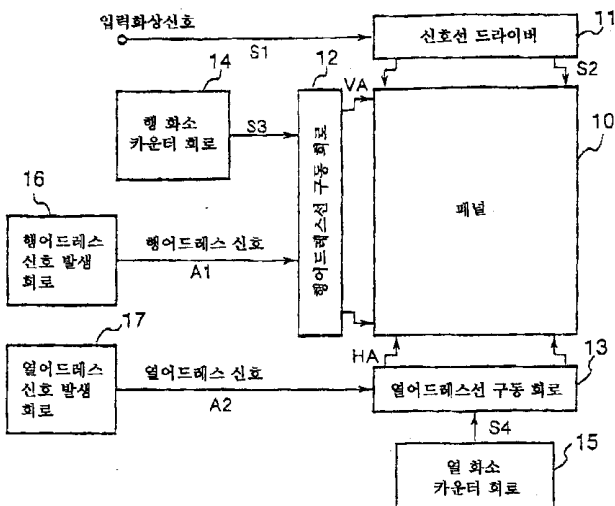 입력화상신호
S1
신호선 드라이버
11
S2
14
12
VA
행 화소
카운터 회로
S3
행어드레스선 구동 회로
10
패널
16
행어드레스
신호 발생
회로
행어드레스 신호
A1
17
열어드레스
신호 발생
회로
열어드레스 신호
A2
HA
13
열어드레스선 구동 회로
S4
15
열 화소
카운터 회로